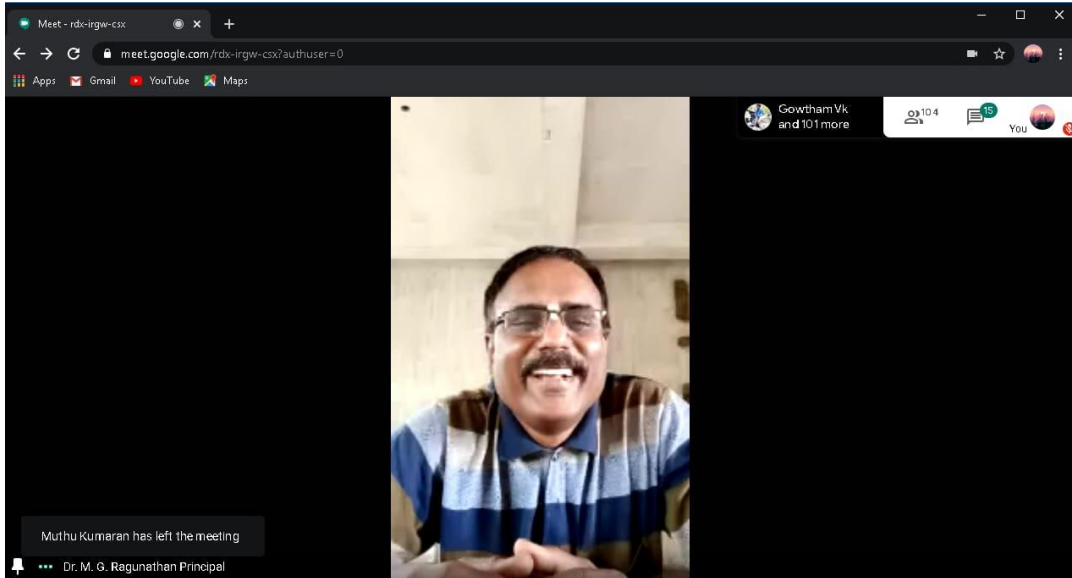 Meet - rdx-irgw-csx
meet.google.com/rdx-irgw-csx?authuser=0
Apps Gmail YouTube Maps
Gowtham Vk
and 101 more
104
15
You
Muthu Kumaran has left the meeting
Dr. M. G. Ragunathan Principal